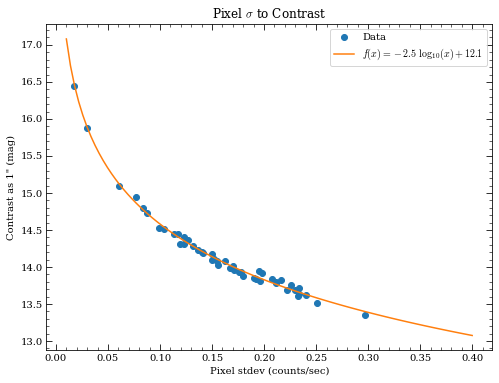 Pixel σ to Contrast
Data
f(x) = −2.5 log₁₀(x) + 12.1
Contrast as 1" (mag)
17.0
16.5
16.0
15.5
15.0
14.5
14.0
13.5
13.0
0.00 0.05 0.10 0.15 0.20 0.25 0.30 0.35 0.40
Pixel stdev (counts/sec)